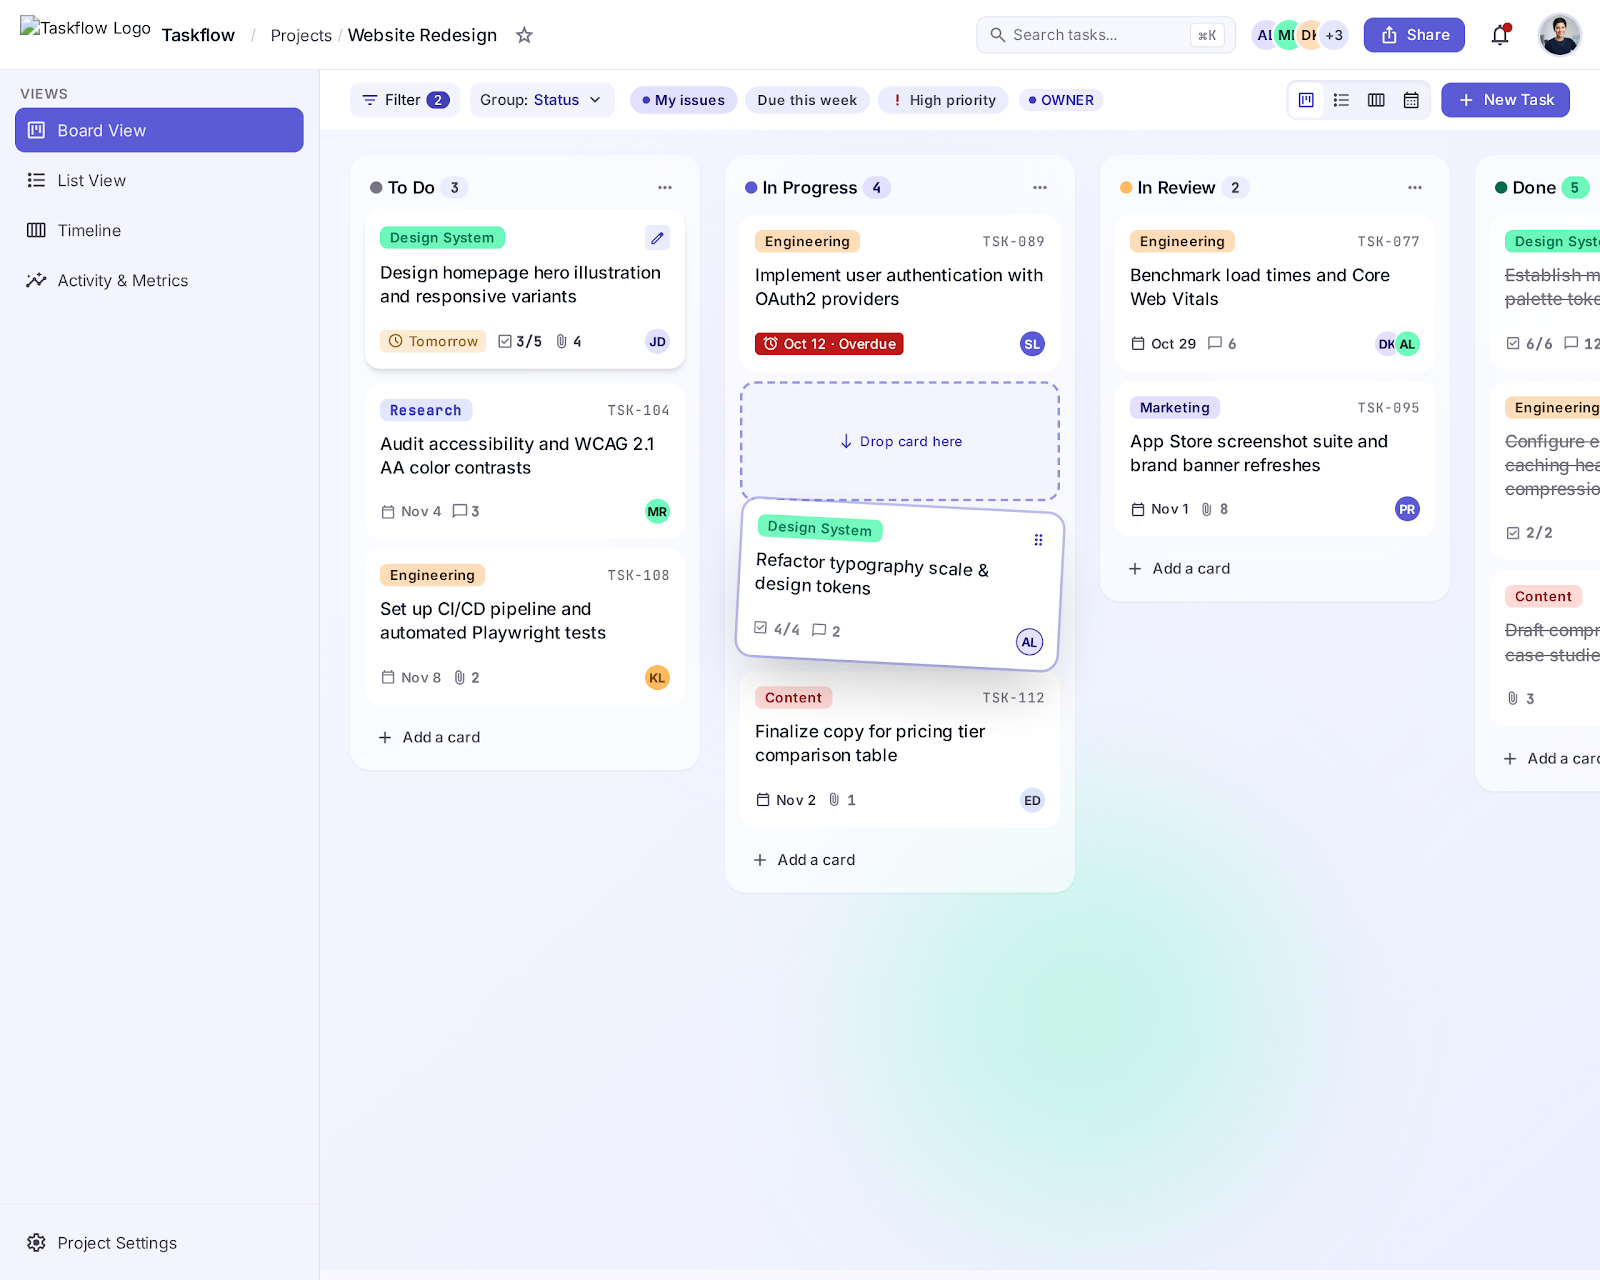 Taskflow Logo Taskflow / Projects / Website Redesign
Search tasks... ⌘K
AL DK +3
Share
VIEWS
Board View
List View
Timeline
Activity & Metrics
Project Settings
Filter 2
Group: Status
My issues
Due this week
! High priority
OWNER
+ New Task
To Do 3
Design System
Design homepage hero illustration
and responsive variants
Tomorrow 3/5 4 JD
Research TSK-104
Audit accessibility and WCAG 2.1
AA color contrasts
Nov 4 3 MR
Engineering TSK-108
Set up CI/CD pipeline and
automated Playwright tests
Nov 8 2 KL
+ Add a card
In Progress 4
Engineering TSK-089
Implement user authentication with
OAuth2 providers
Oct 12 · Overdue SL
↓ Drop card here
Design System
Refactor typography scale &
design tokens
4/4 2 AL
Content TSK-112
Finalize copy for pricing tier
comparison table
Nov 2 1 ED
+ Add a card
In Review 2
Engineering TSK-077
Benchmark load times and Core
Web Vitals
Oct 29 6 DK AL
Marketing TSK-095
App Store screenshot suite and
brand banner refreshes
Nov 1 8 PR
+ Add a card
Done 5
Design
Establish
palette
6/6 12
Engineering
Configure
caching
2/2
Content
Draft
case
3
+ Add a